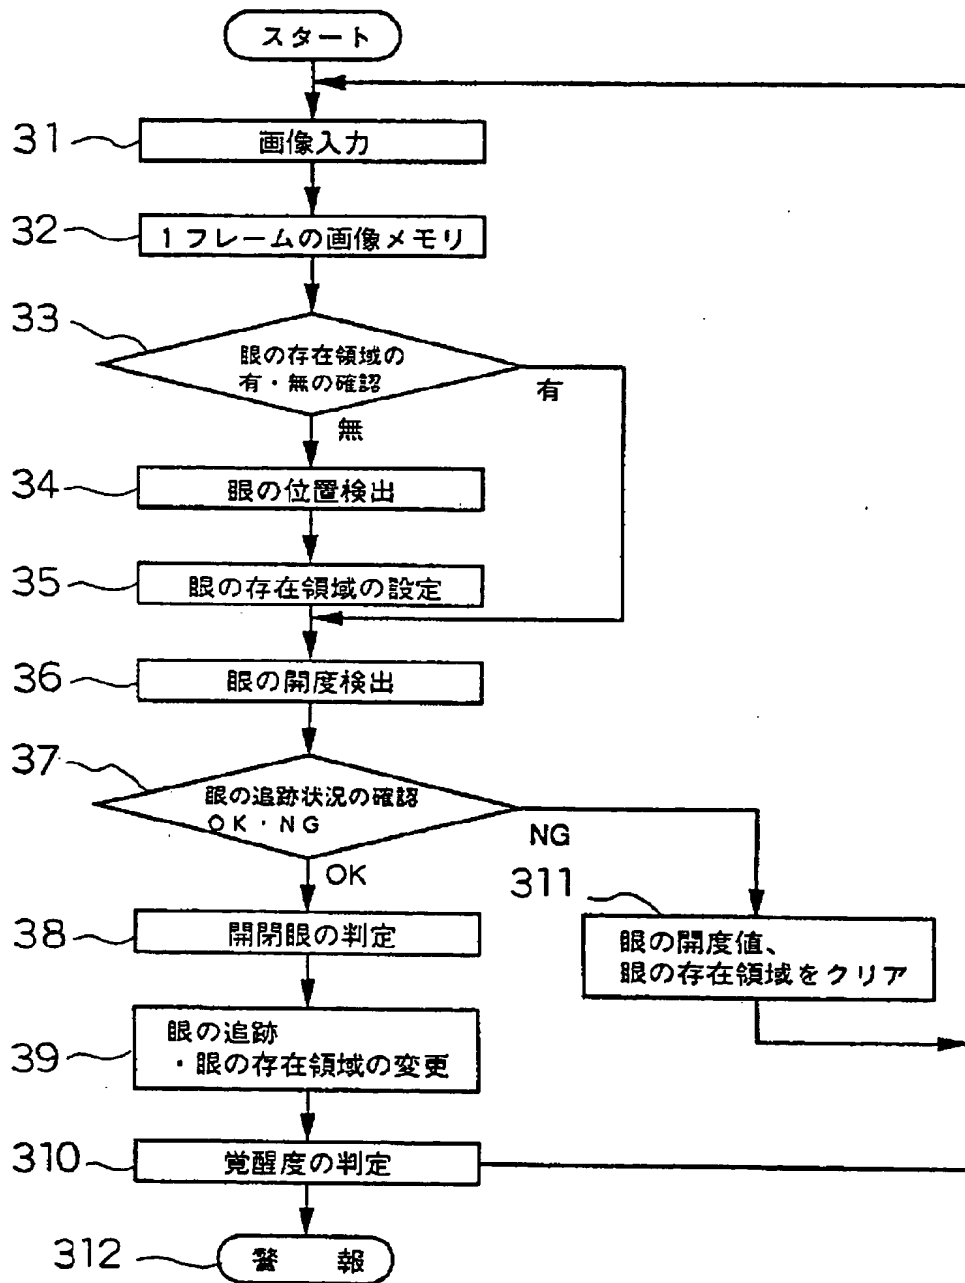 スタート
31
画像入力
32
1フレームの画像メモリ
33
眼の存在領域の
有・無の確認
有
無
34
眼の位置検出
35
眼の存在領域の設定
36
眼の開度検出
37
眼の追跡状況の確認
OK・NG
NG
OK
311
38
開閉眼の判定
眼の開度値、
眼の存在領域をクリア
39
眼の追跡
・眼の存在領域の変更
310
覚醒度の判定
312
警 報